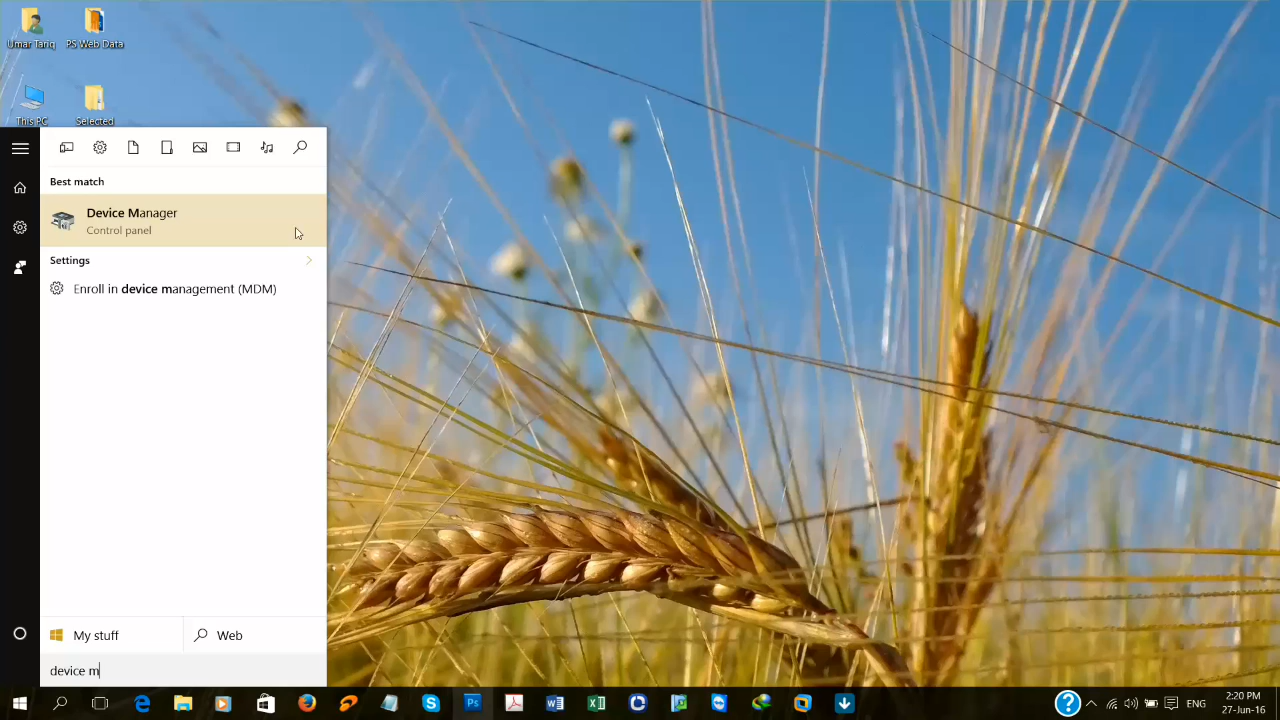 Umar Tariq
PS Web Data
This PC
Selected
Best match
Device Manager
Control panel
Settings
Enroll in device management (MDM)
My stuff
Web
device m
ENG
2:20 PM
27-Jun-16